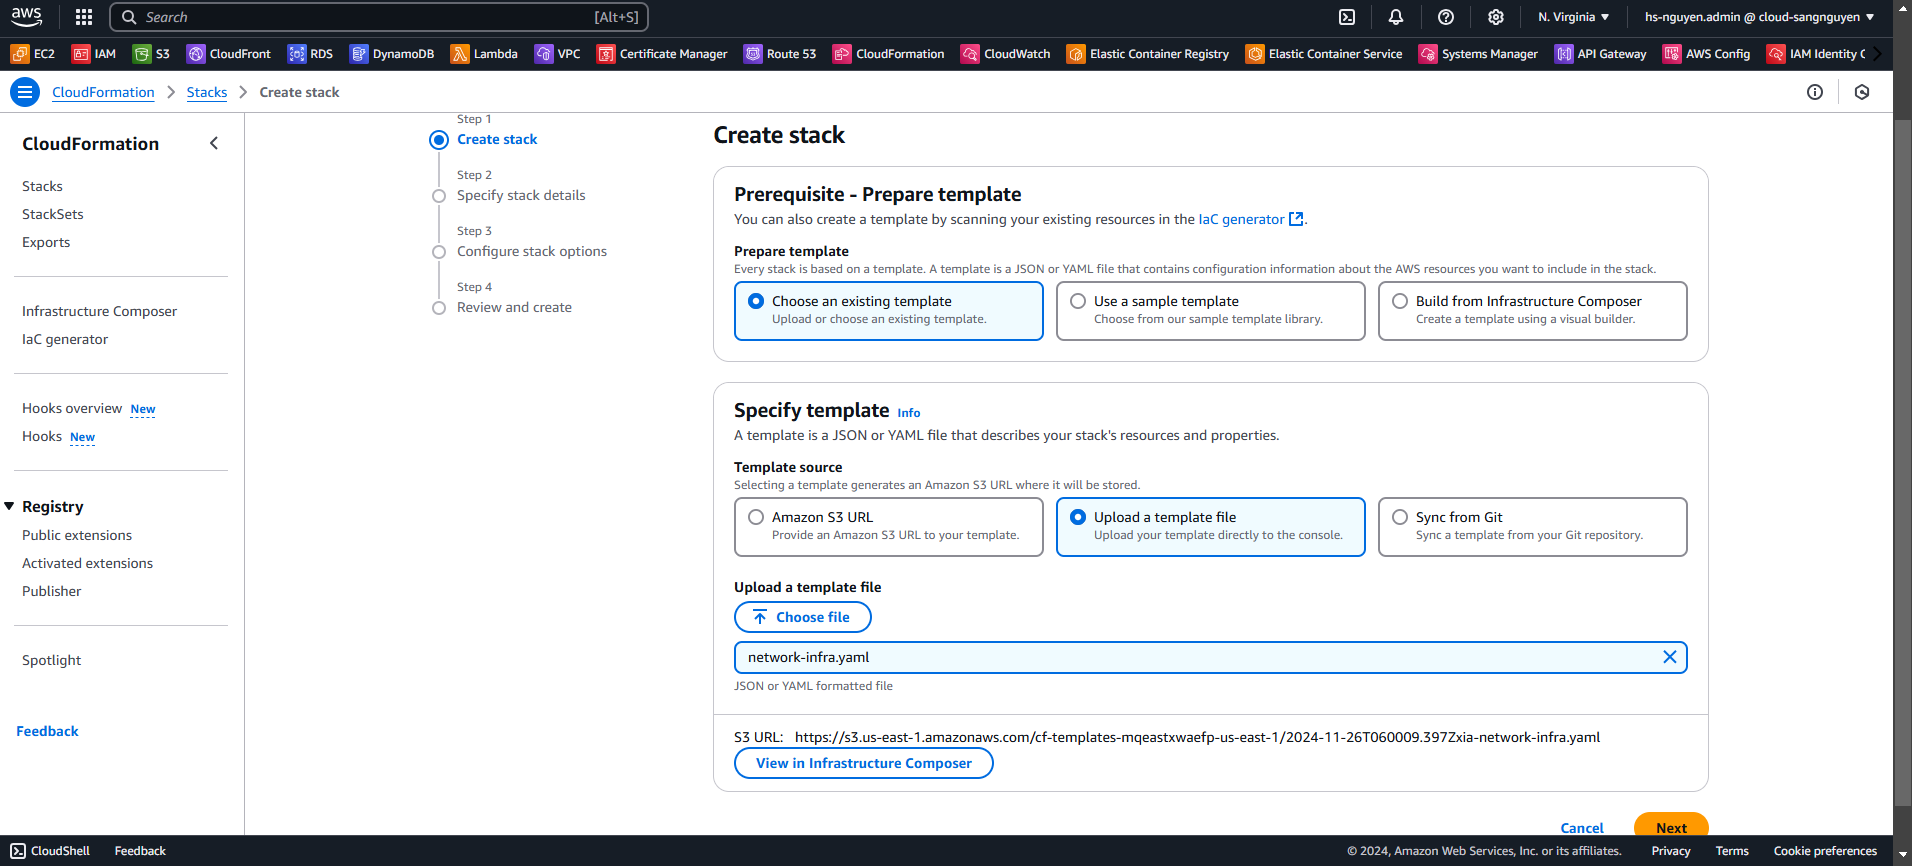 aws
Search
[Alt+S]
N. Virginia
hs-nguyen.admin @ cloud-sangnguyen
EC2
IAM
S3
CloudFront
RDS
DynamoDB
Lambda
VPC
Certificate Manager
Route 53
CloudFormation
CloudWatch
Elastic Container Registry
Elastic Container Service
Systems Manager
API Gateway
AWS Config
IAM Identity C
CloudFormation
Stacks
Create stack
CloudFormation
Stacks
StackSets
Exports
Infrastructure Composer
IaC generator
Hooks overview New
Hooks New
Registry
Public extensions
Activated extensions
Publisher
Spotlight
Feedback
Step 1
Create stack
Step 2
Specify stack details
Step 3
Configure stack options
Step 4
Review and create
Create stack
Prerequisite - Prepare template
You can also create a template by scanning your existing resources in the IaC generator.
Prepare template
Every stack is based on a template. A template is a JSON or YAML file that contains configuration information about the AWS resources you want to include in the stack.
Choose an existing template
Upload or choose an existing template.
Use a sample template
Choose from our sample template library.
Build from Infrastructure Composer
Create a template using a visual builder.
Specify template Info
A template is a JSON or YAML file that describes your stack's resources and properties.
Template source
Selecting a template generates an Amazon S3 URL where it will be stored.
Amazon S3 URL
Provide an Amazon S3 URL to your template.
Upload a template file
Upload your template directly to the console.
Sync from Git
Sync a template from your Git repository.
Upload a template file
Choose file
network-infra.yaml
JSON or YAML formatted file
S3 URL: https://s3.us-east-1.amazonaws.com/cf-templates-mqeastxwaefp-us-east-1/2024-11-26T060009.397Zxia-network-infra.yaml
View in Infrastructure Composer
Cancel
Next
CloudShell
Feedback
© 2024, Amazon Web Services, Inc. or its affiliates.
Privacy
Terms
Cookie preferences